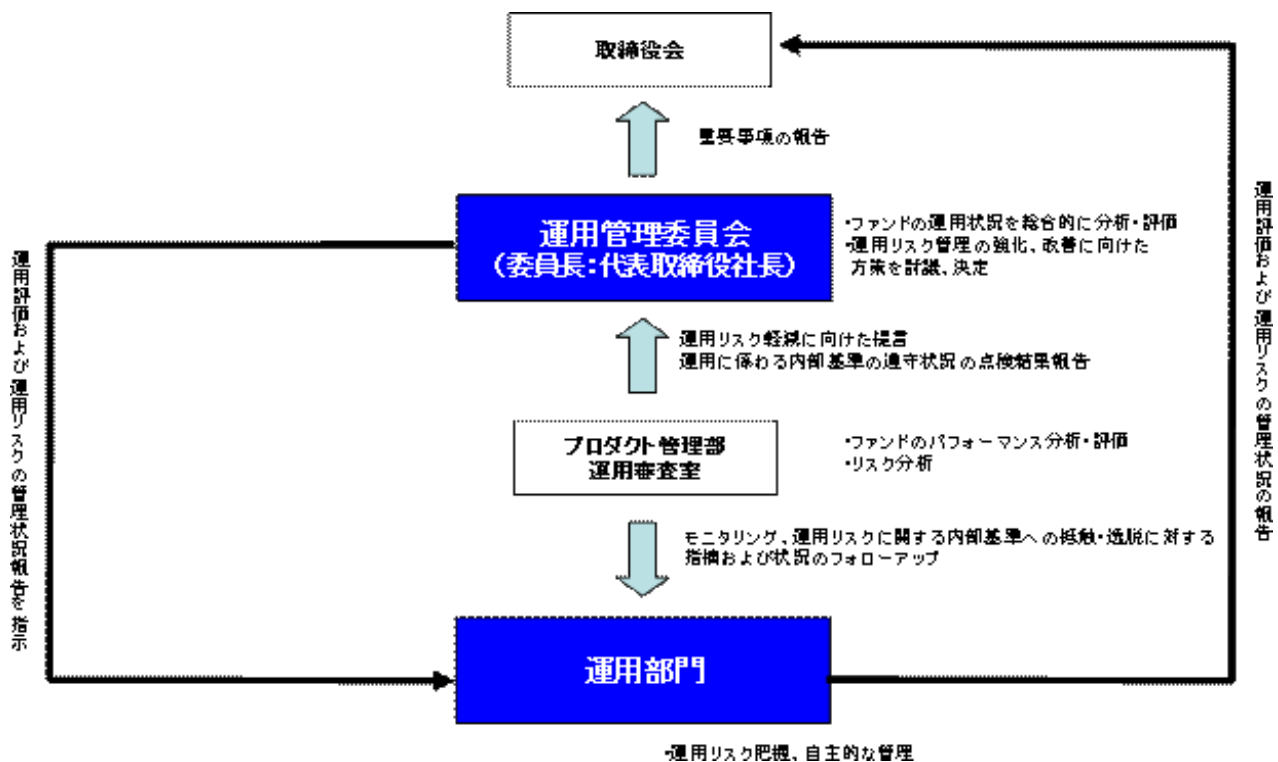 取締役会
重要事項の報告
運用管理委員会
（委員長：代表取締役社長）
・ファンドの運用状況を総合的に分析・評価
・運用リスク管理の強化、改善に向けた
方策を討議、決定
運用リスク軽減に向けた提言
運用に係わる内部基準の遵守状況の点検結果報告
プロダクト管理部
運用審査室
・ファンドのパフォーマンス分析・評価
・リスク分析
モニタリング、運用リスクに関する内部基準への抵触・逸脱に対する
指摘および状況のフォローアップ
運用部門
・運用リスク把握、自主的な管理
運用評価および運用リスクの管理状況報告を指示
運用評価および運用リスクの管理状況の報告